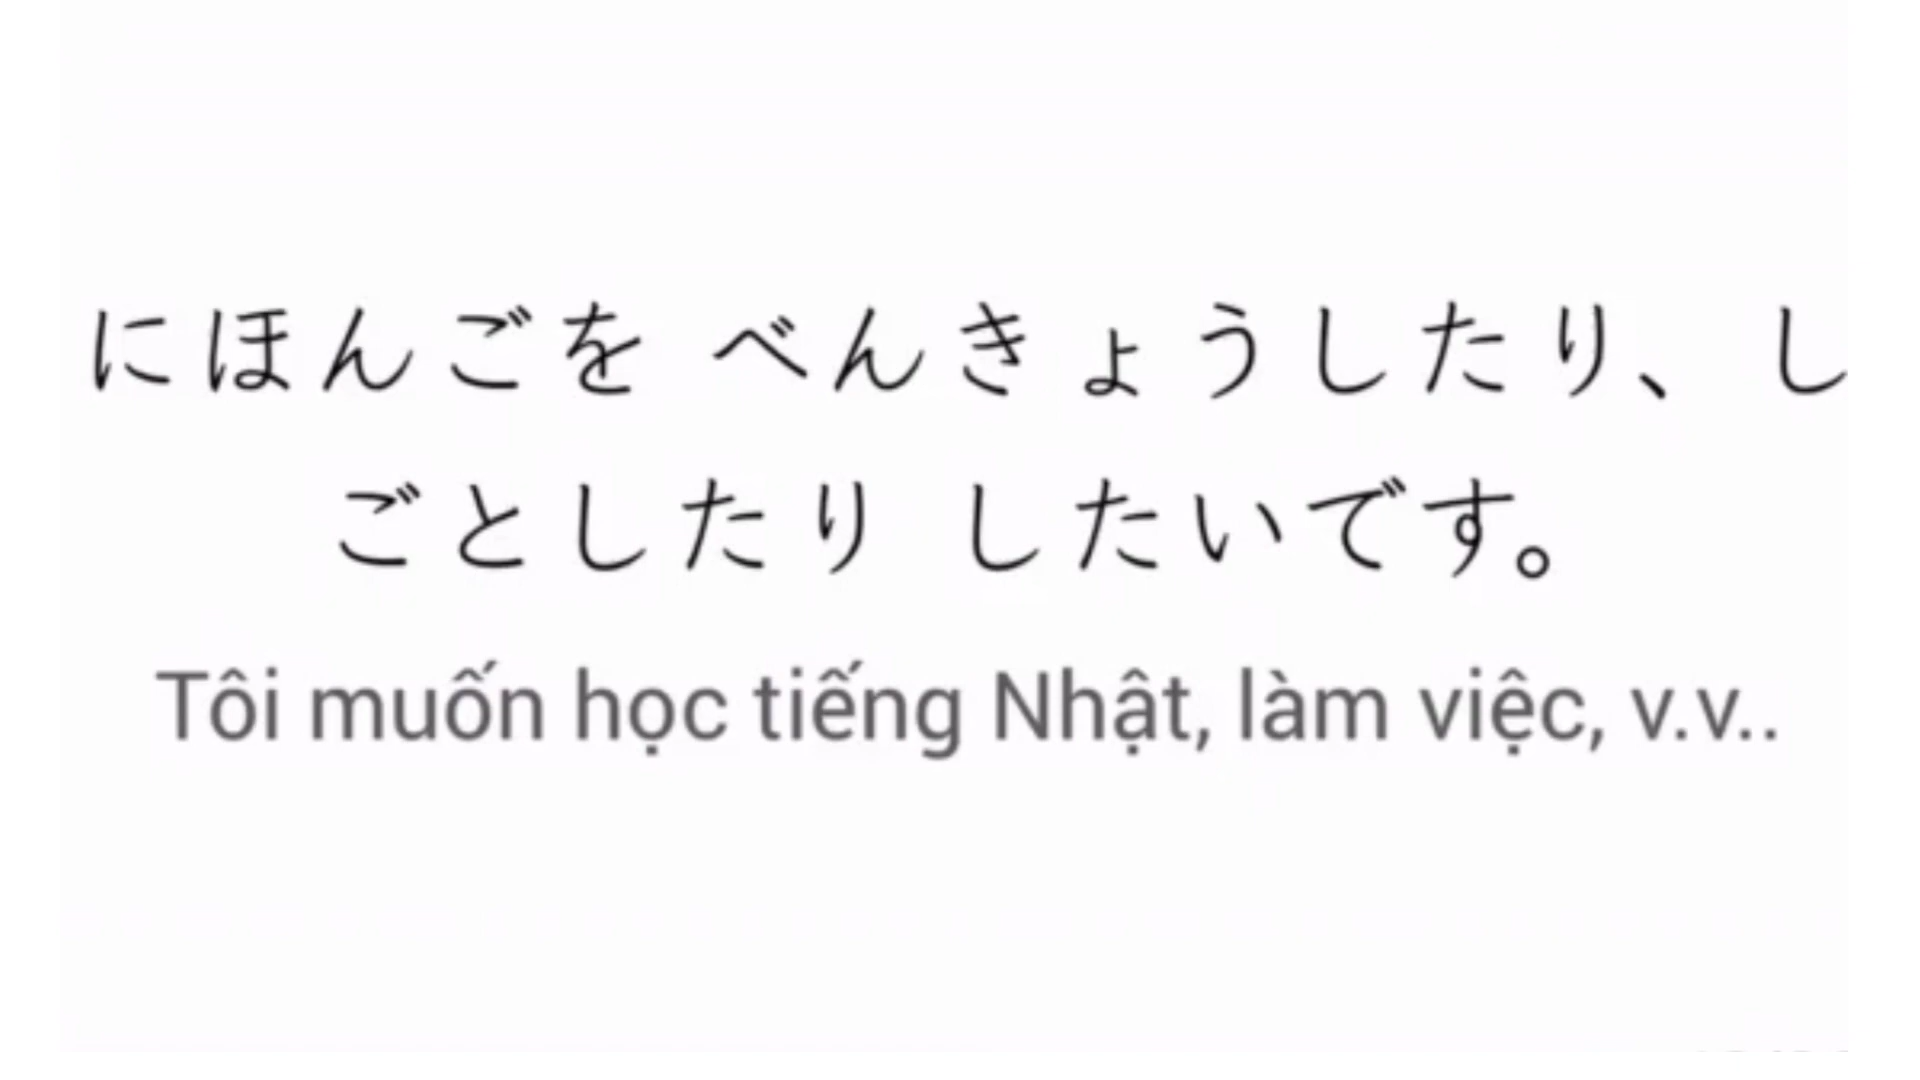 にほんごを べんきょうしたり、し
ごとしたり したいです。
Tôi muốn học tiếng Nhật, làm việc, v.v..